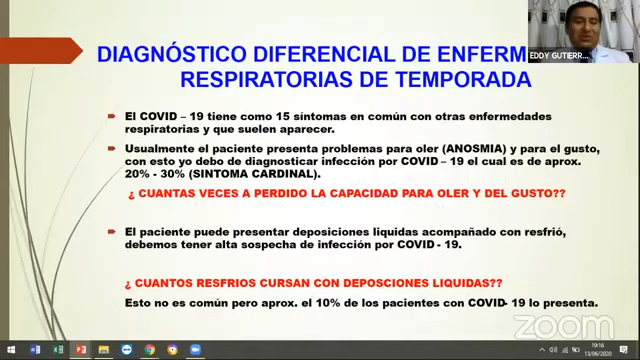 DIAGNÓSTICO DIFERENCIAL DE ENFERM
RESPIRATORIAS DE TEMPORADA
EDDY GUTIERR...
El COVID – 19 tiene como 15 síntomas en común con otras enfermedades
respiratorias y que suelen aparecer.
Usualmente el paciente presenta problemas para oler (ANOSMIA) y para el gusto,
con esto yo debo de diagnosticar infección por COVID – 19 el cual es de aprox.
20% - 30% (SINTOMA CARDINAL).
¿ CUANTAS VECES A PERDIDO LA CAPACIDAD PARA OLER Y DEL GUSTO??
El paciente puede presentar deposiciones liquidas acompañado con resfrió,
debemos tener alta sospecha de infección por COVID - 19.
¿ CUANTOS RESFRIOS CURSAN CON DEPOSCIONES LIQUIDAS??
Esto no es común pero aprox. el 10% de los pacientes con COVID- 19 lo presenta.
zoom
19:16
13/06/2020